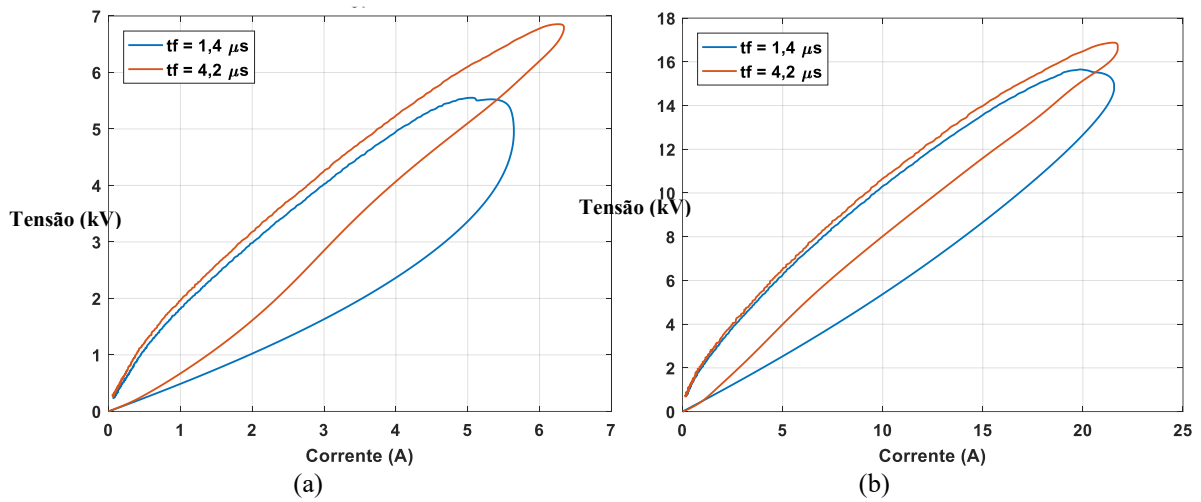 7
6
5
4
3
2
1
0
tf = 1,4 μs
tf = 4,2 μs
Tensão (kV)
0 1 2 3 4 5 6 7
Corrente (A)
(a)
18
16
14
12
10
8
6
4
2
0
tf = 1,4 μs
tf = 4,2 μs
Tensão (kV)
0 5 10 15 20 25
Corrente (A)
(b)